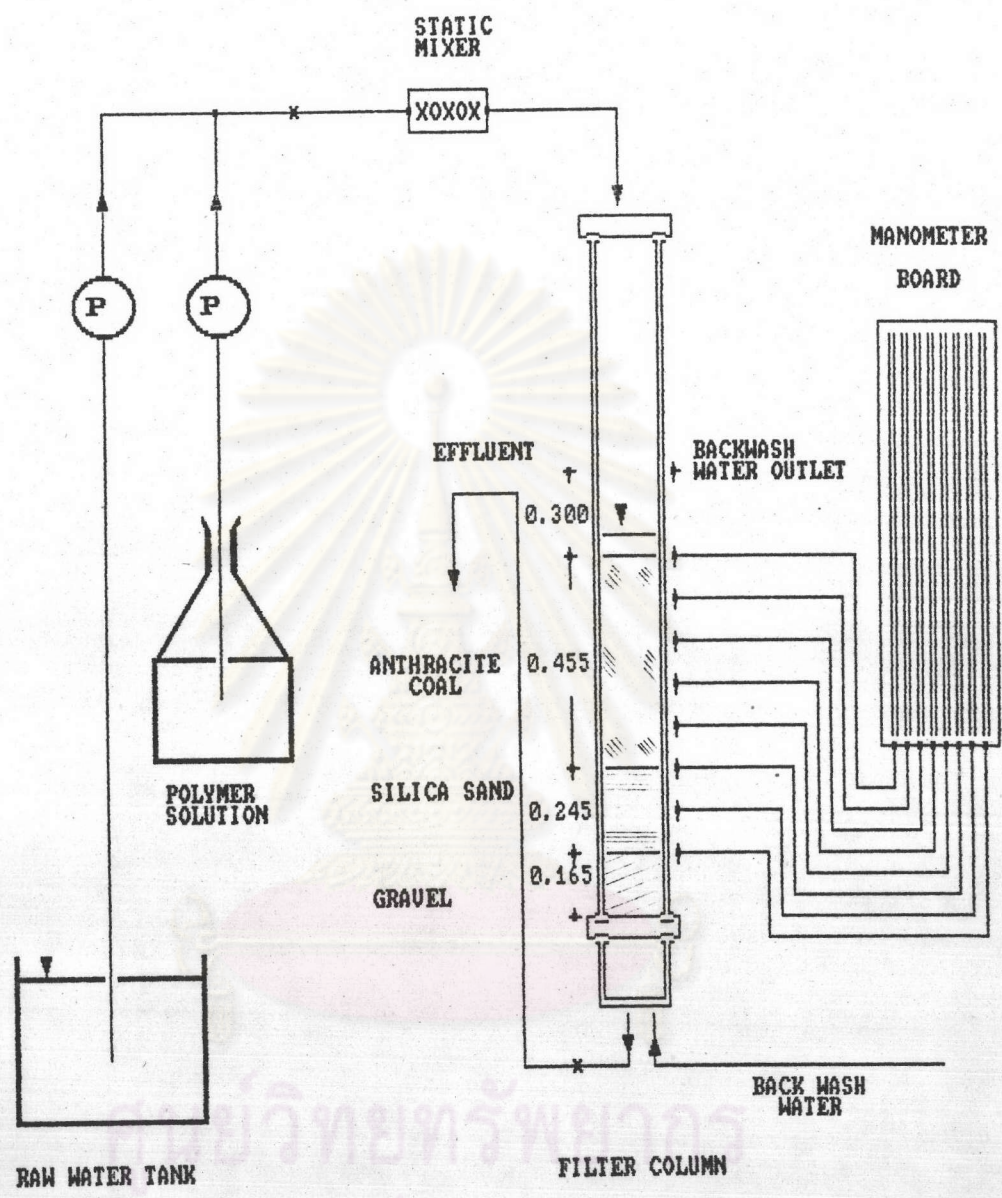 STATIC
MIXER
XOXOX
P
P
MANOMETER
BOARD
EFFLUENT
BACKWASH
WATER OUTLET
0.300
ANTHRACITE
COAL
0.455
POLYMER
SOLUTION
SILICA SAND
0.245
0.165
GRAVEL
BACK WASH
WATER
ศูนย์วิทยทรัพยากร
RAW WATER TANK
FILTER COLUMN